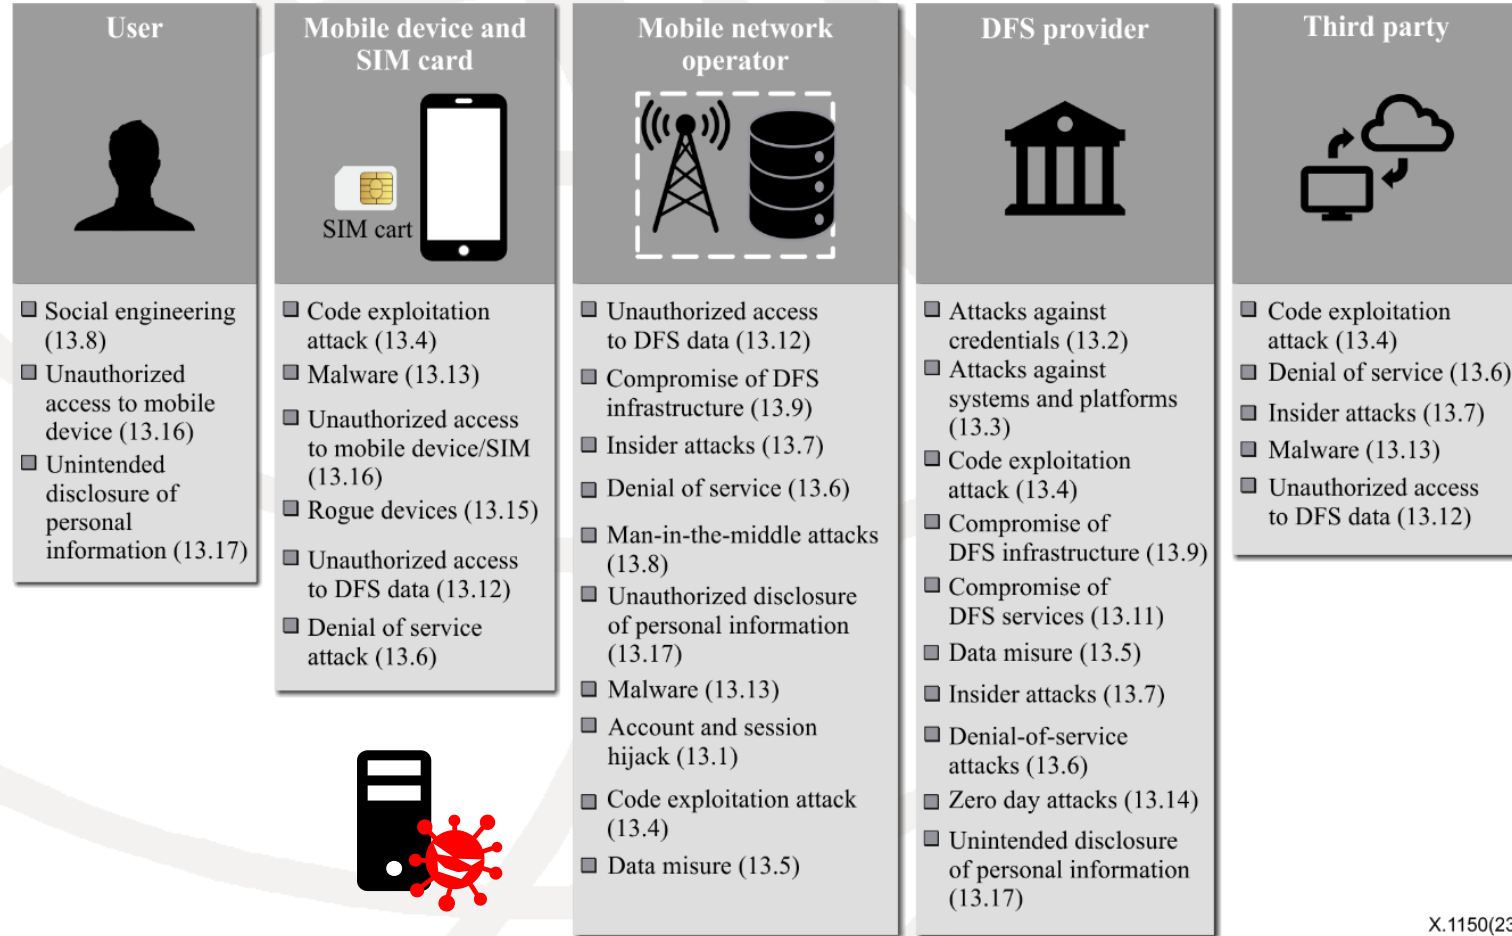 User
Social engineering
(13.8)
Unauthorized
access to mobile
device (13.16)
Unintended
disclosure of
personal
information (13.17)
Mobile device and
SIM card
SIM cart
Code exploitation
attack (13.4)
Malware (13.13)
Unauthorized access
to mobile device/SIM
(13.16)
Rogue devices (13.15)
Unauthorized access
to DFS data (13.12)
Denial of service
attack (13.6)
Mobile network
operator
Unauthorized access
to DFS data (13.12)
Compromise of DFS
infrastructure (13.9)
Insider attacks (13.7)
Denial of service (13.6)
Man-in-the-middle attacks
(13.8)
Unauthorized disclosure
of personal information
(13.17)
Malware (13.13)
Account and session
hijack (13.1)
Code exploitation attack
(13.4)
Data misure (13.5)
DFS provider
Attacks against
credentials (13.2)
Attacks against
systems and platforms
(13.3)
Code exploitation
attack (13.4)
Compromise of
DFS infrastructure (13.9)
Compromise of
DFS services (13.11)
Data misure (13.5)
Insider attacks (13.7)
Denial-of-service
attacks (13.6)
Zero day attacks (13.14)
Unintended disclosure
of personal information
(13.17)
Third party
Code exploitation
attack (13.4)
Denial of service (13.6)
Insider attacks (13.7)
Malware (13.13)
Unauthorized access
to DFS data (13.12)
X.1150(23